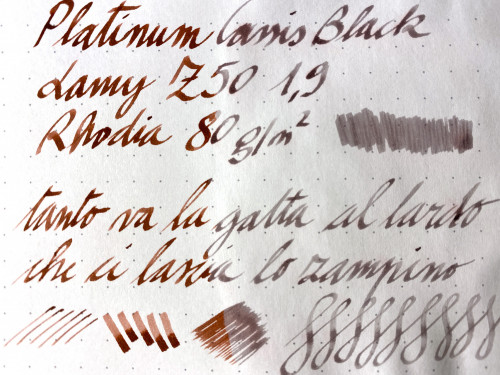 Platinum Cassis Black
Lamy Z50 1,9
Rhodia 80 g/m²
tanto va la gatta al lardo
che ci lascia lo zampino